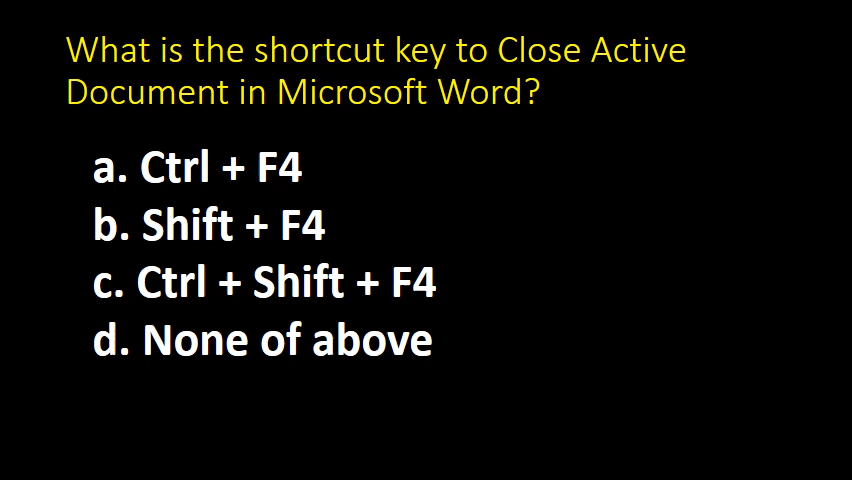 What is the shortcut key to Close Active
Document in Microsoft Word?
a. Ctrl + F4
b. Shift + F4
c. Ctrl + Shift + F4
d. None of above